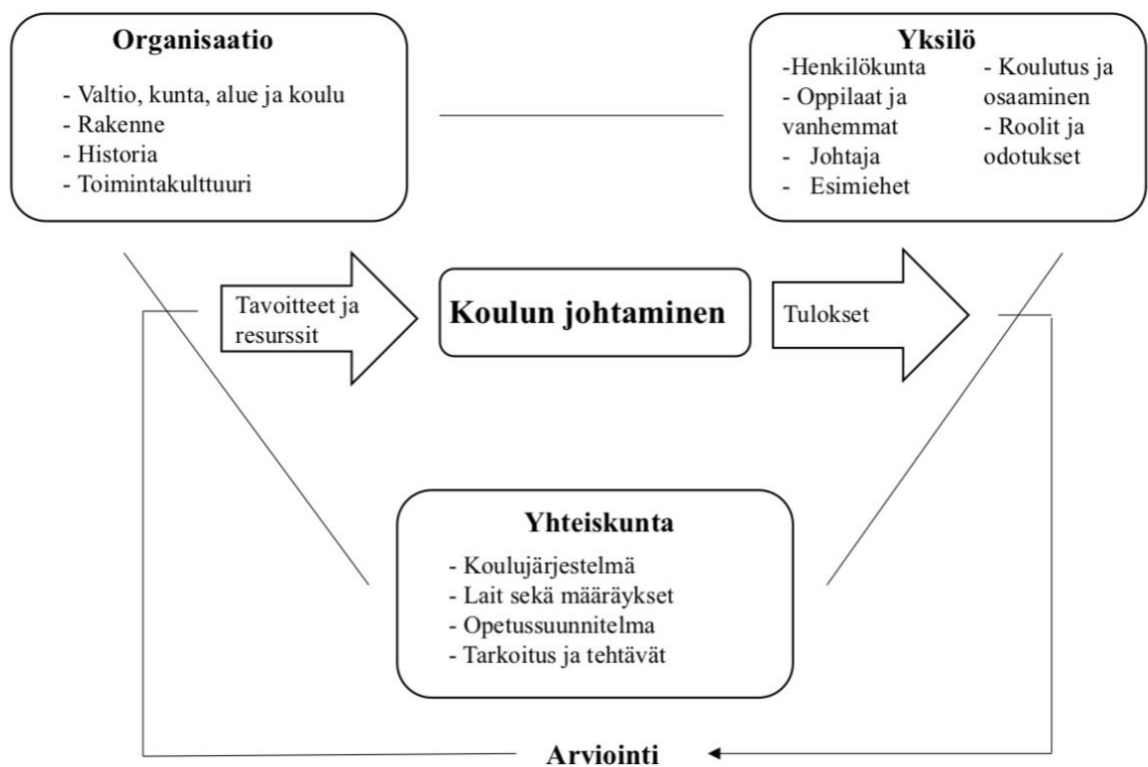 Organisaatio
- Valtio, kunta, alue ja koulu
- Rakenne
- Historia
- Toimintakulttuuri
Yksilö
-Henkilökunta
- Oppilaat ja
vanhemmat
- Johtaja
- Esimiehet
- Koulutus ja
osaaminen
- Roolit ja
odotukset
Tavoitteet ja
resurssit
Koulun johtaminen
Tulokset
Yhteiskunta
- Koulujärjestelmä
- Lait sekä määräykset
- Opetussuunnitelma
- Tarkoitus ja tehtävät
Arviointi